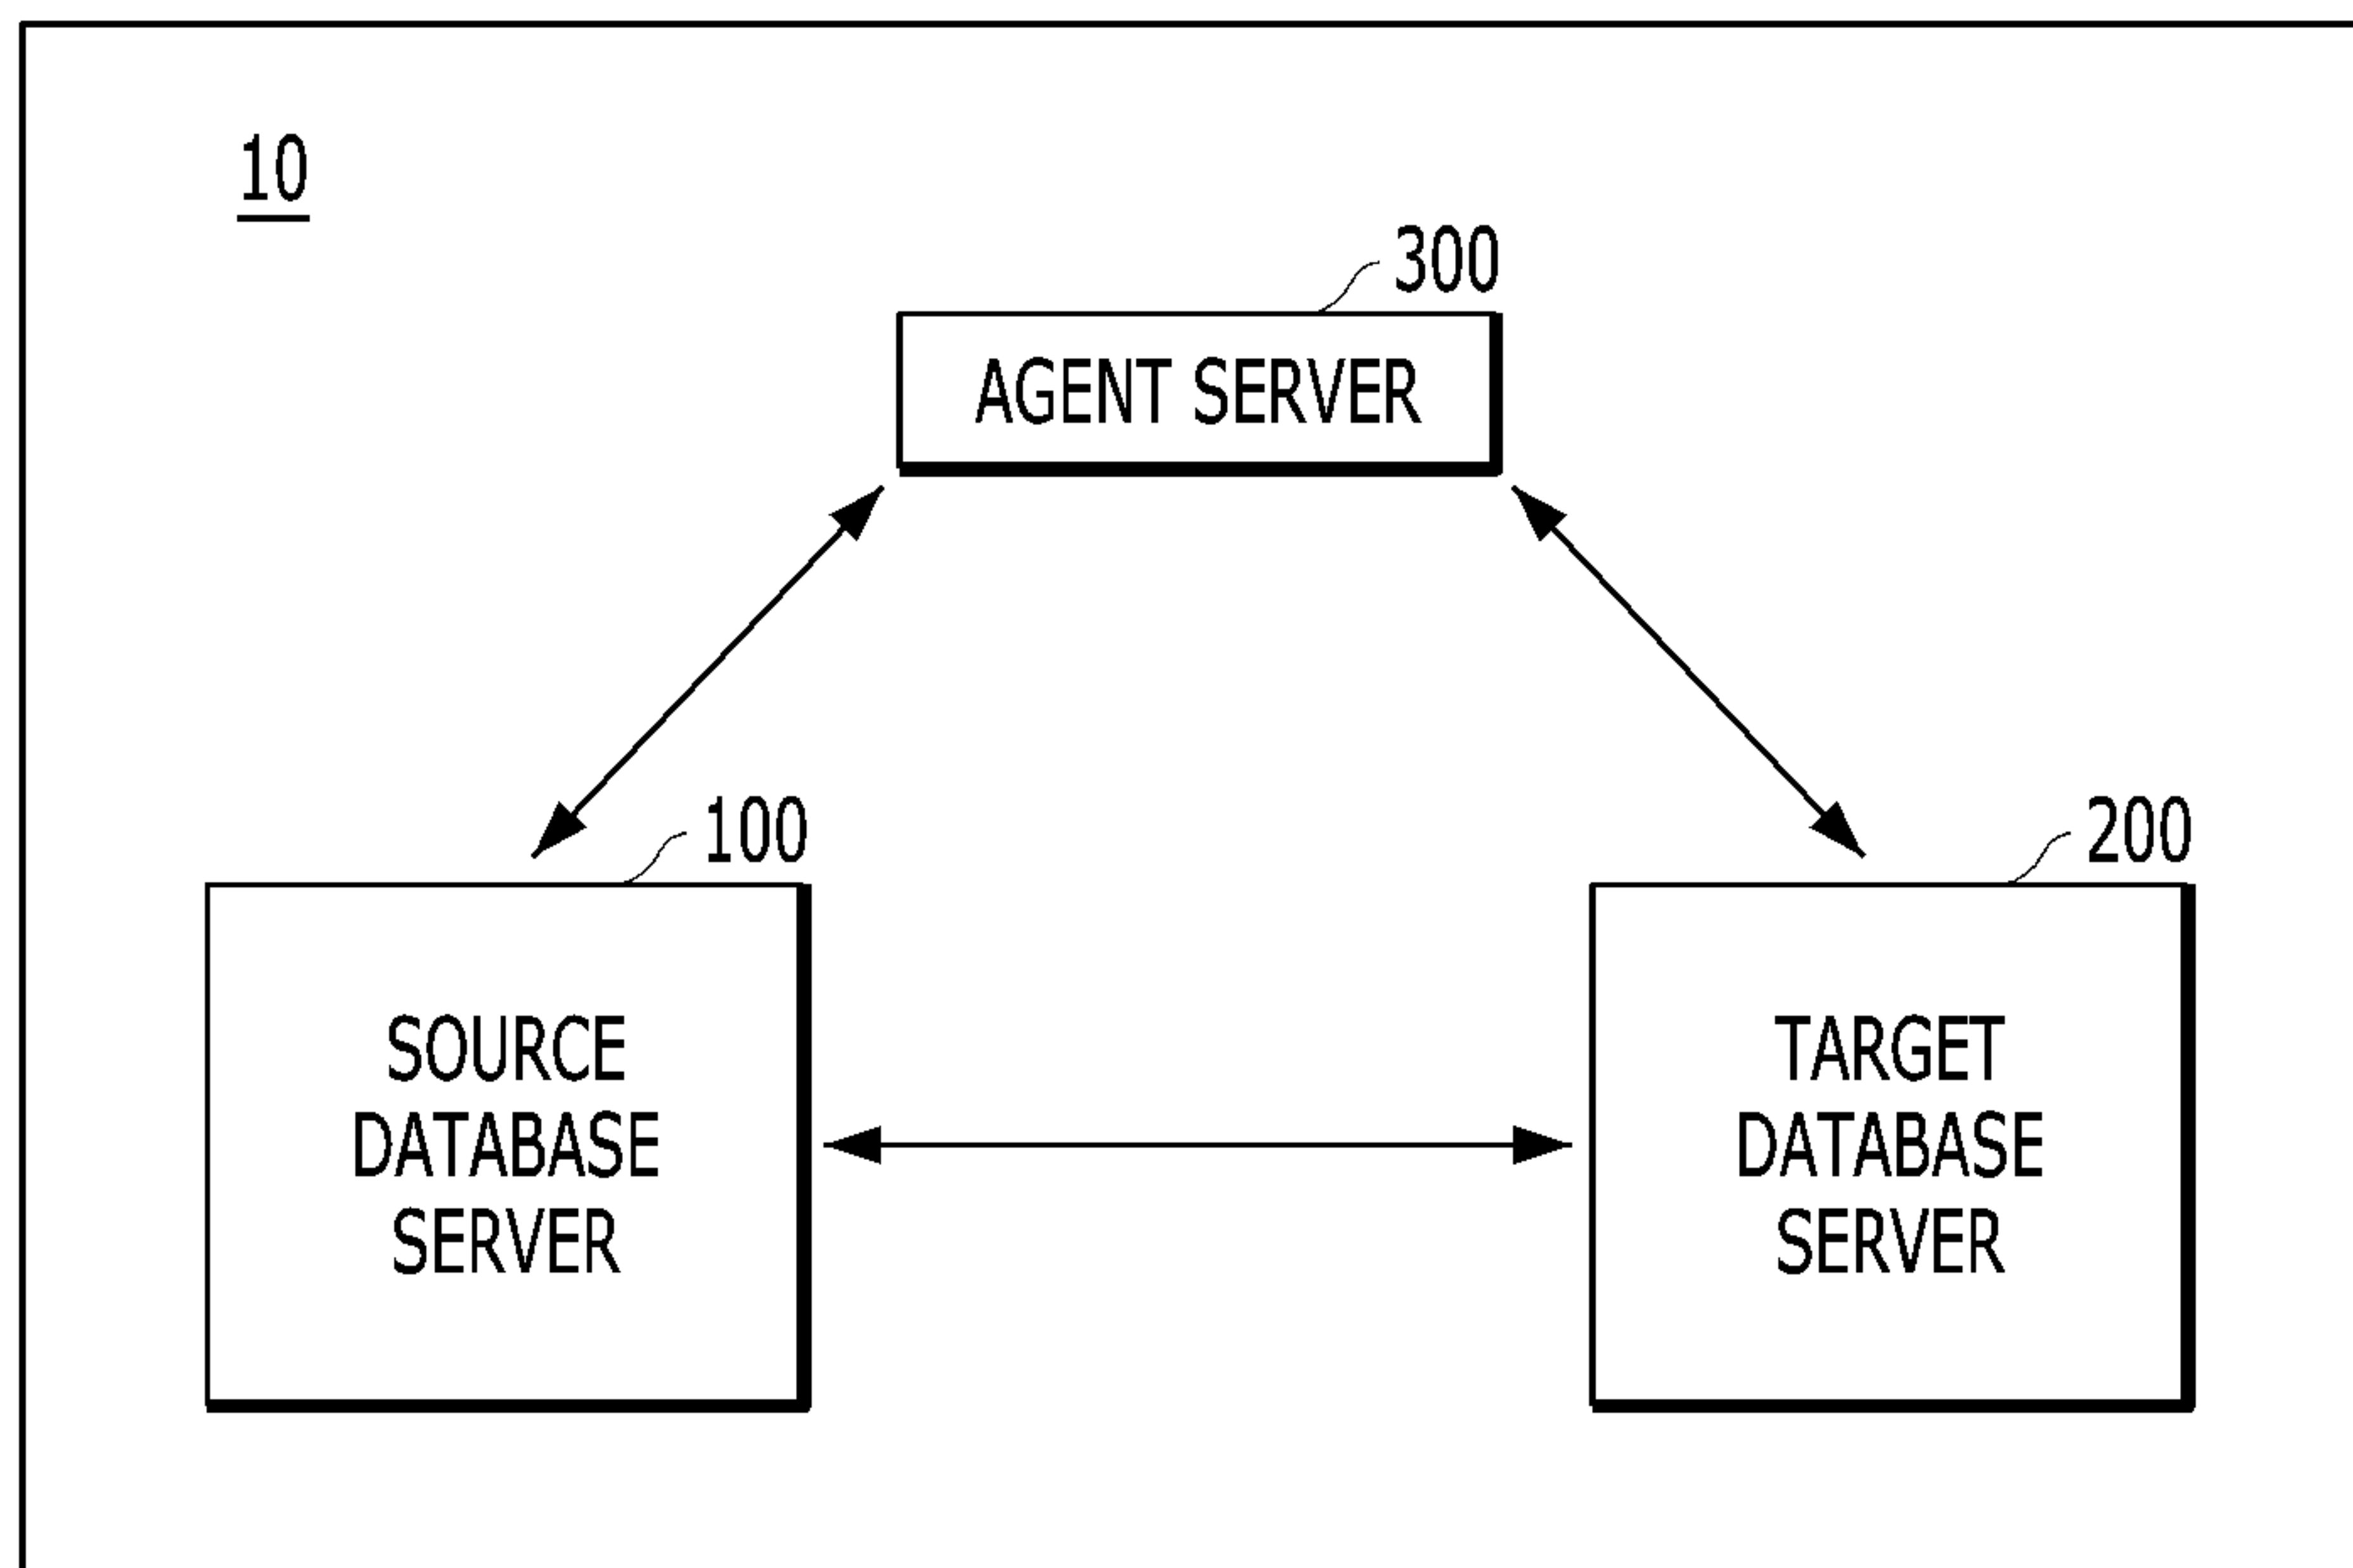 10
300
AGENT SERVER
100
200
SOURCE
DATABASE
SERVER
TARGET
DATABASE
SERVER